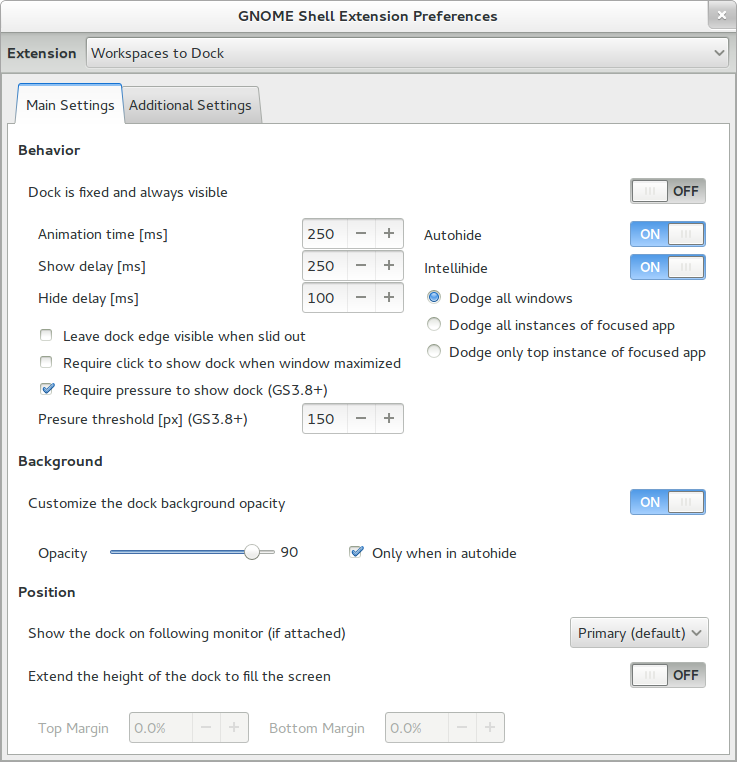 GNOME Shell Extension Preferences
Extension Workspaces to Dock
Main Settings Additional Settings
Behavior
Dock is fixed and always visible OFF
Animation time [ms] 250 Autohide ON
Show delay [ms] 250 Intellihide ON
Hide delay [ms] 100 Dodge all windows
Dodge all instances of focused app
Leave dock edge visible when slid out
Dodge only top instance of focused app
Require click to show dock when window maximized
Require pressure to show dock (GS3.8+)
Presure threshold [px] (GS3.8+) 150
Background
Customize the dock background opacity ON
Opacity 90 Only when in autohide
Position
Show the dock on following monitor (if attached) Primary (default)
Extend the height of the dock to fill the screen OFF
Top Margin 0.0% Bottom Margin 0.0%